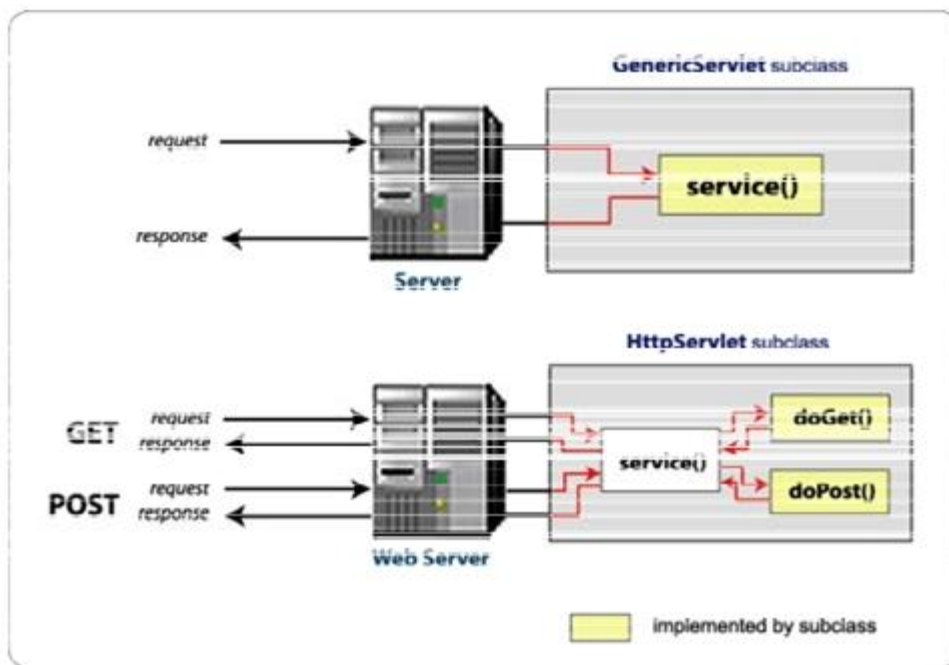 GenericServlet subclass
request
service()
response
Server
HttpServlet subclass
GET
request
response
doGet()
service()
POST
request
response
doPost()
Web Server
implemented by subclass